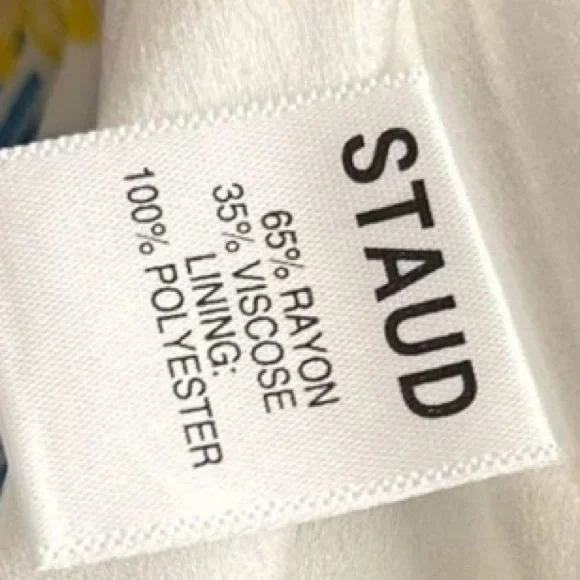 STAUD
65% RAYON
35% VISCOSE
LINING:
100% POLYESTER